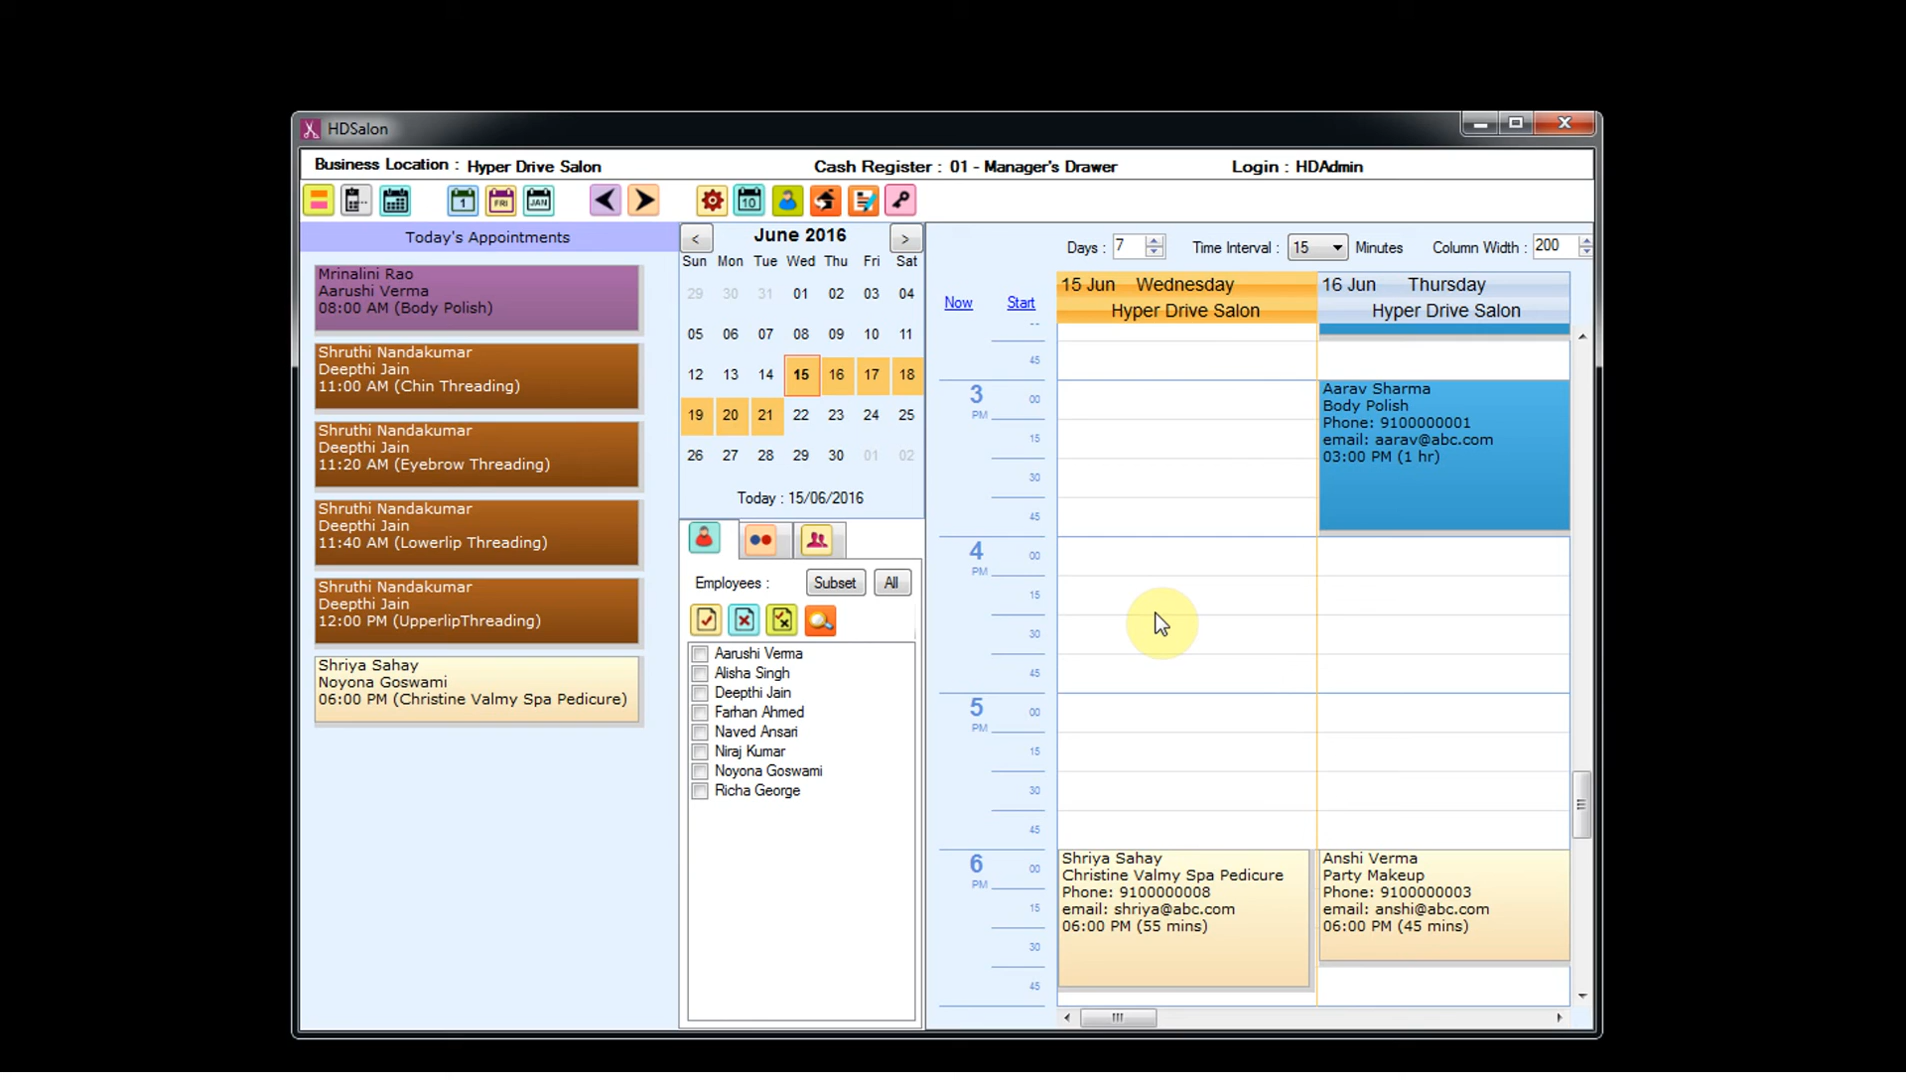 HDSalon
Business Location : Hyper Drive Salon
Cash Register : 01 - Manager's Drawer
Login : HDAdmin
1
FRI
JAN
10
Today's Appointments
Mrinalini Rao
Aarushi Verma
08:00 AM (Body Polish)
Shruthi Nandakumar
Deepthi Jain
11:00 AM (Chin Threading)
Shruthi Nandakumar
Deepthi Jain
11:20 AM (Eyebrow Threading)
Shruthi Nandakumar
Deepthi Jain
11:40 AM (Lowerlip Threading)
Shruthi Nandakumar
Deepthi Jain
12:00 PM (UpperlipThreading)
Shriya Sahay
Noyona Goswami
06:00 PM (Christine Valmy Spa Pedicure)
< June 2016 >
Sun Mon Tue Wed Thu Fri Sat
29 30 31 01 02 03 04
05 06 07 08 09 10 11
12 13 14 15 16 17 18
19 20 21 22 23 24 25
26 27 28 29 30 01 02
Today : 15/06/2016
Employees : Subset All
Aarushi Verma
Alisha Singh
Deepthi Jain
Farhan Ahmed
Naved Ansari
Niraj Kumar
Noyona Goswami
Richa George
Days : 7 Time Interval : 15 Minutes Column Width : 200
Now Start
15 Jun Wednesday
Hyper Drive Salon
16 Jun Thursday
Hyper Drive Salon
45
3 PM 00
15
30
45
4 PM 00
15
30
45
5 PM 00
15
30
45
6 PM 00
15
30
45
Aarav Sharma
Body Polish
Phone: 9100000001
email: aarav@abc.com
03:00 PM (1 hr)
Shriya Sahay
Christine Valmy Spa Pedicure
Phone: 9100000008
email: shriya@abc.com
06:00 PM (55 mins)
Anshi Verma
Party Makeup
Phone: 9100000003
email: anshi@abc.com
06:00 PM (45 mins)